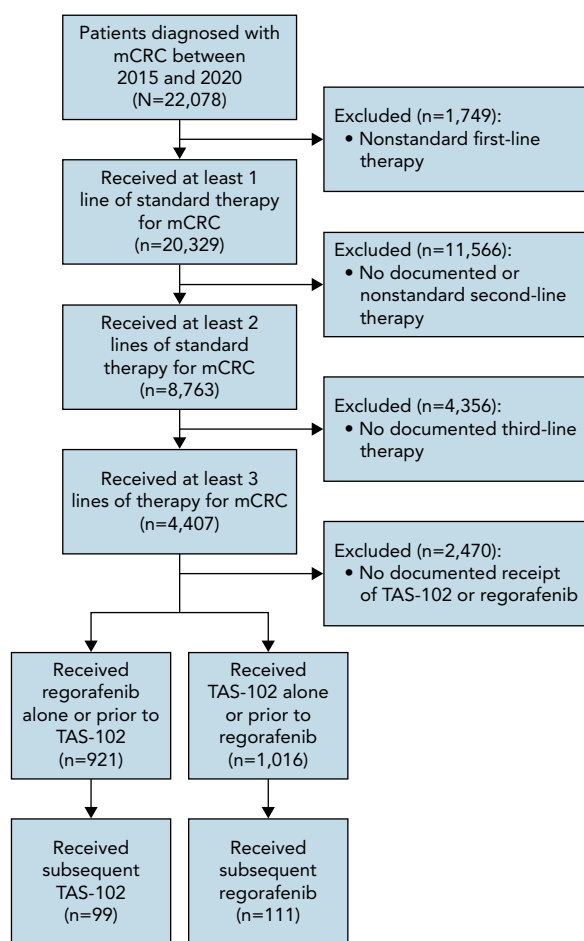 Patients diagnosed with
mCRC between
2015 and 2020
(N=22,078)
Excluded (n=1,749):
• Nonstandard first-line
therapy
Received at least 1
line of standard therapy
for mCRC
(n=20,329)
Excluded (n=11,566):
• No documented or
nonstandard second-line
therapy
Received at least 2
lines of standard
therapy for mCRC
(n=8,763)
Excluded (n=4,356):
• No documented third-line
therapy
Received at least 3
lines of therapy for mCRC
(n=4,407)
Excluded (n=2,470):
• No documented receipt
of TAS-102 or regorafenib
Received
regorafenib
alone or prior to
TAS-102
(n=921)
Received
TAS-102 alone
or prior to
regorafenib
(n=1,016)
Received
subsequent
TAS-102
(n=99)
Received
subsequent
regorafenib
(n=111)